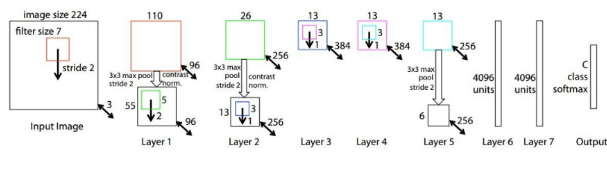 image size 224
filter size 7
stride 2
3
Input Image
110
96
3x3 max pool
stride 2
contrast
norm.
55
5
2
96
Layer 1
26
256
3x3 max
pool
stride 2
contrast
norm.
13
3
1
256
Layer 2
13
3
1
384
Layer 3
13
3
1
384
Layer 4
13
256
3x3 max
pool
stride 2
6
256
Layer 5
4096
units
Layer 6
4096
units
Layer 7
C
class
softmax
Output